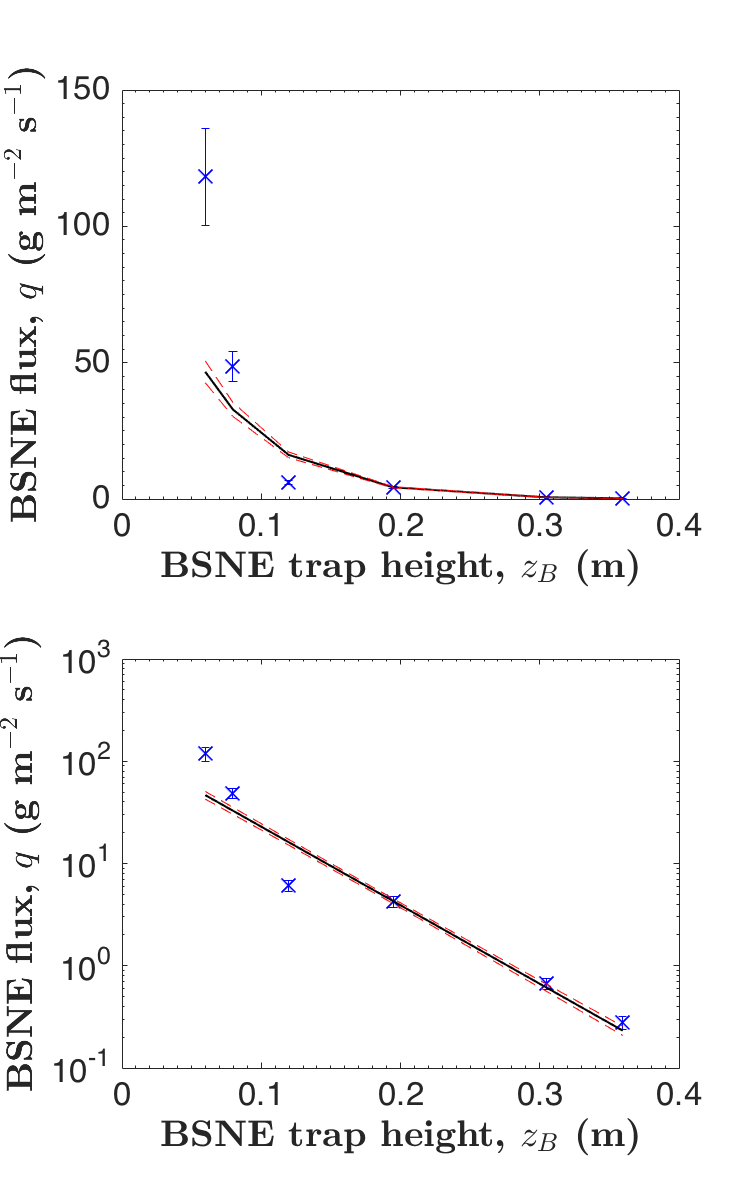 BSNE flux, q (g m⁻² s⁻¹)
150
100
50
0
0 0.1 0.2 0.3 0.4
BSNE trap height, z_B (m)
BSNE flux, q (g m⁻² s⁻¹)
10³
10²
10¹
10⁰
10⁻¹
0 0.1 0.2 0.3 0.4
BSNE trap height, z_B (m)